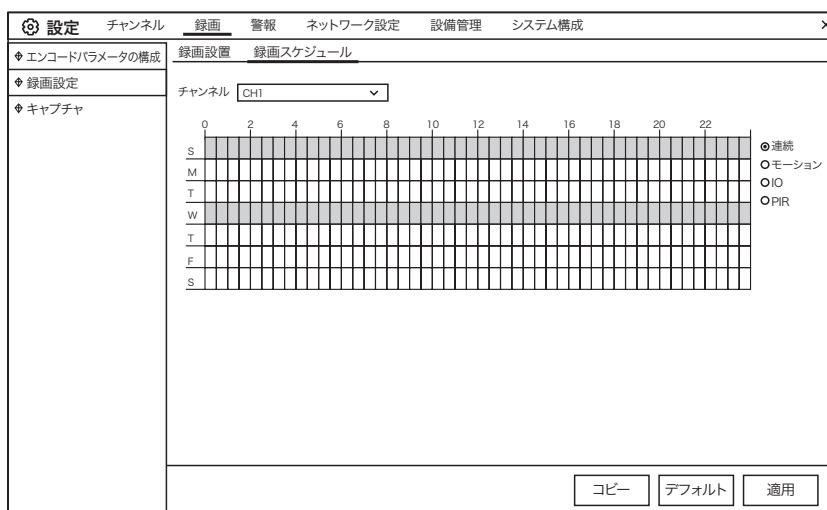 設定 チャンネル 録画 警報 ネットワーク設定 設備管理 システム構成 ×
エンコードパラメータの構成
録画設定
キャプチャ
録画設置 録画スケジュール
チャンネル CH1
0 2 4 6 8 10 12 14 16 18 20 22
S
M
T
W
T
F
S
連続
モーション
IO
PIR
コピー デフォルト 適用